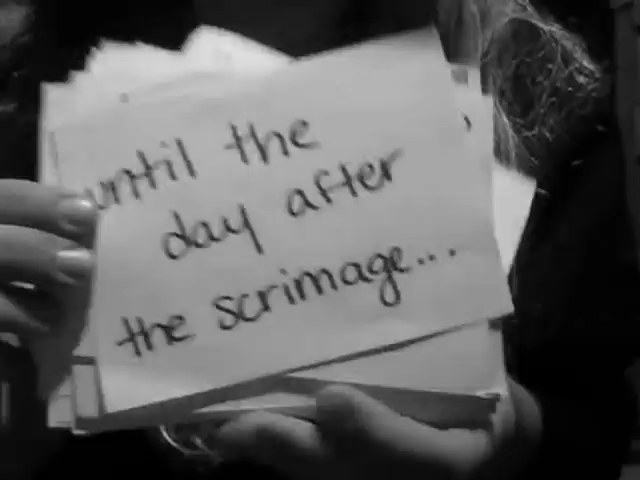 until the
day after
the scrimage...